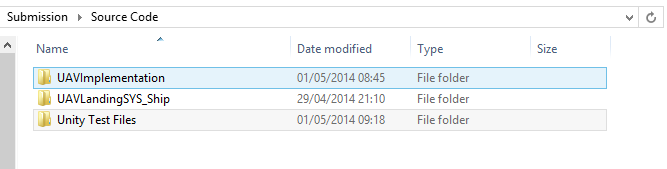 Submission Source Code
Name Date modified Type Size
UAVImplementation 01/05/2014 08:45 File folder
UAVLandingSYS_Ship 29/04/2014 21:10 File folder
Unity Test Files 01/05/2014 09:18 File folder